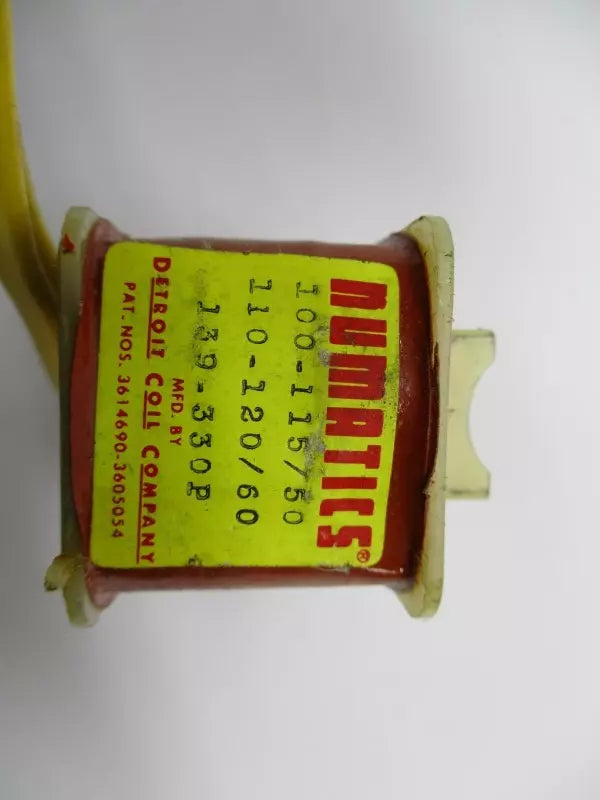 numatics®
100-115/50
110-120/60
139-330P
MFD. BY
DETROIT COIL COMPANY
PAT. NOS. 3614690-3605054